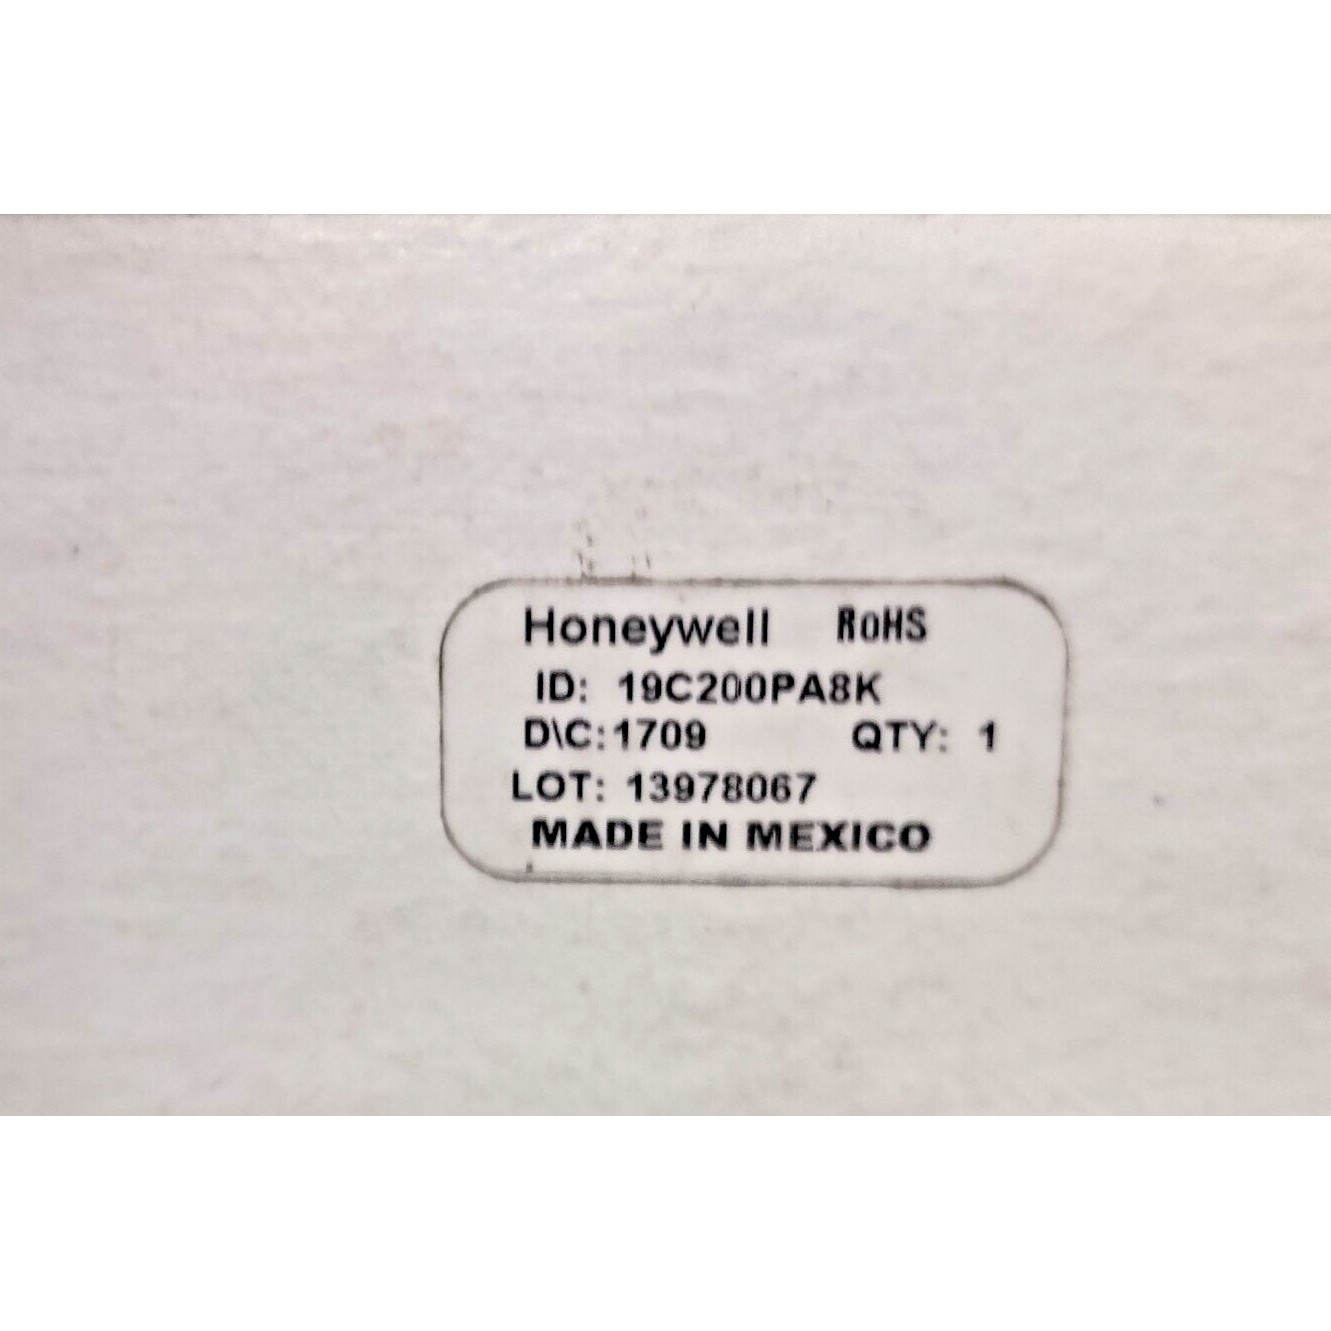 Honeywell RoHS
ID: 19C200PA8K
D\C:1709 QTY: 1
LOT: 13978067
MADE IN MEXICO